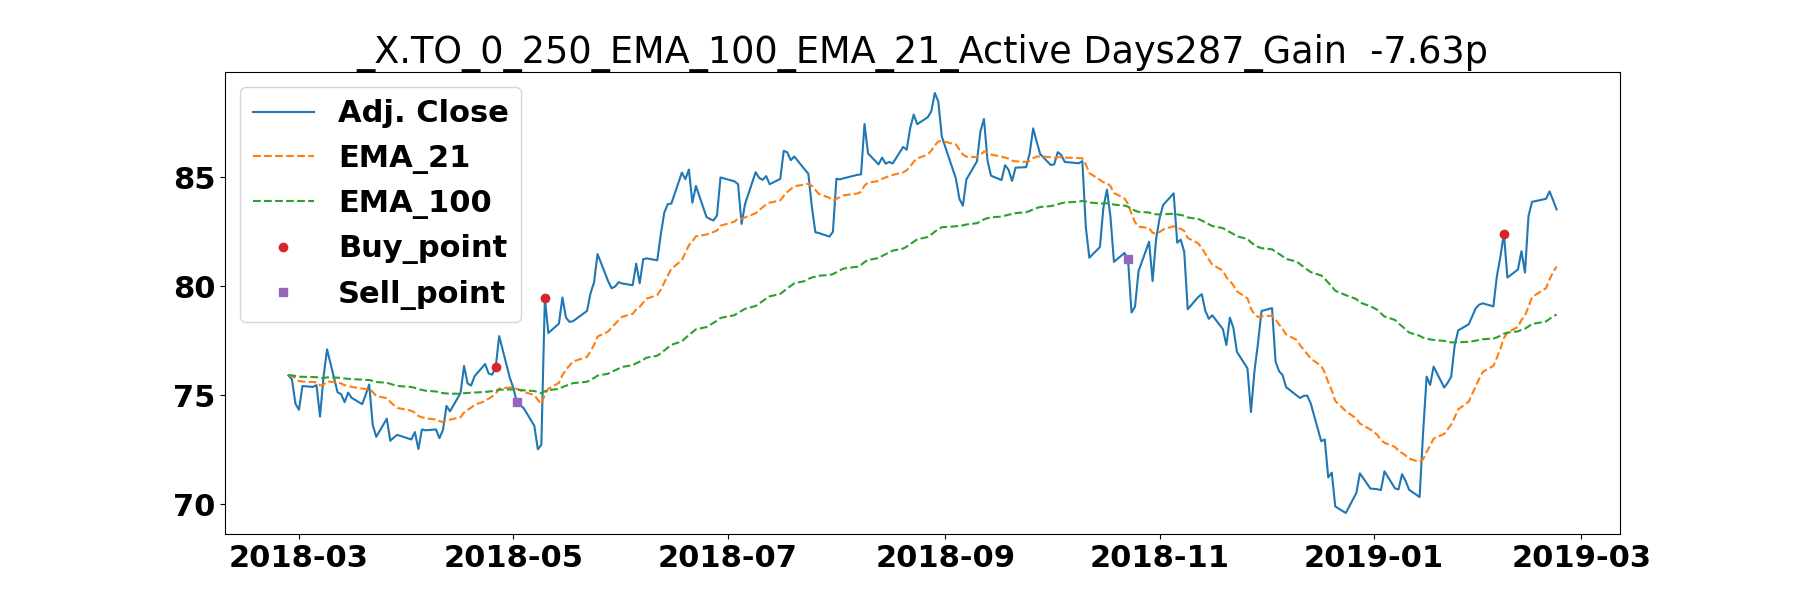 _X.TO_0_250_EMA_100_EMA_21_Active Days287_Gain  -7.63p
Adj. Close
EMA_21
EMA_100
Buy_point
Sell_point
85
80
75
70
2018-03 2018-05 2018-07 2018-09 2018-11 2019-01 2019-03